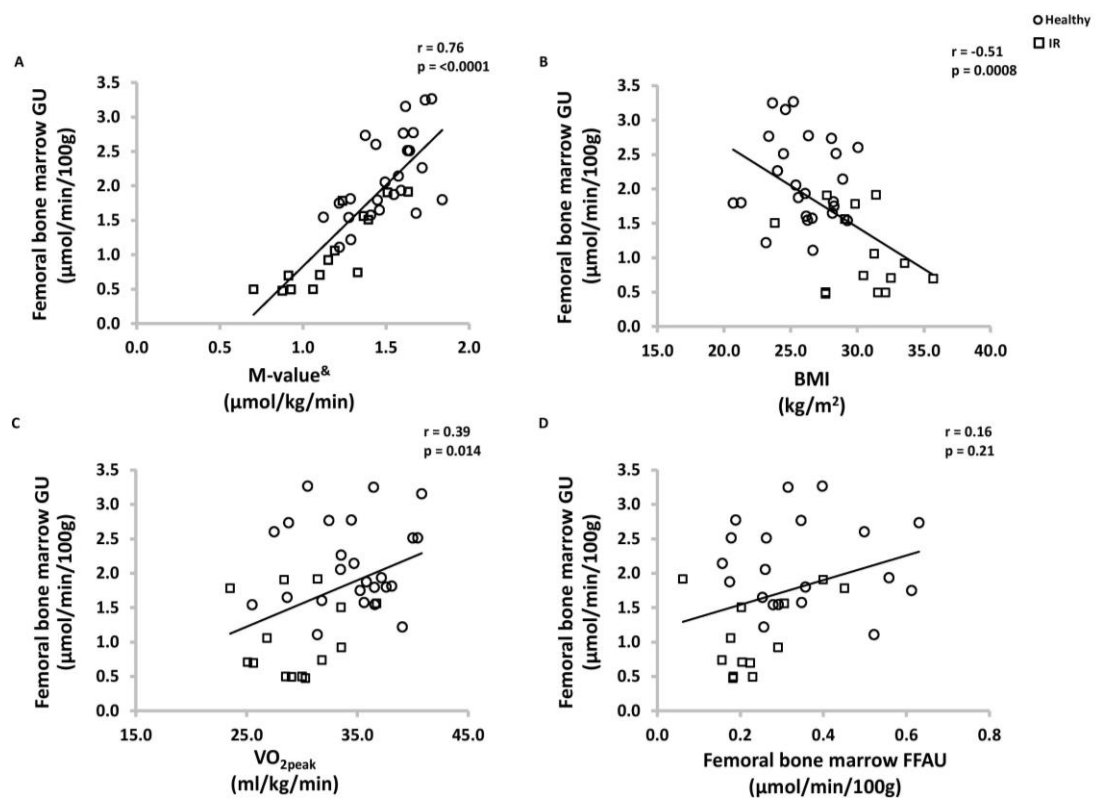 Healthy
IR
A
r = 0.76
p = <0.0001
Femoral bone marrow GU
(µmol/min/100g)
3.5
3.0
2.5
2.0
1.5
1.0
0.5
0.0
0.0 1.0 1.5 2.0
M-value&
(µmol/kg/min)
B
r = -0.51
p = 0.0008
Femoral bone marrow GU
(µmol/min/100g)
3.5
3.0
2.5
2.0
1.5
1.0
0.5
0.0
15.0 20.0 25.0 30.0 35.0 40.0
BMI
(kg/m²)
C
r = 0.39
p = 0.014
Femoral bone marrow GU
(µmol/min/100g)
3.5
3.0
2.5
2.0
1.5
1.0
0.5
0.0
15.0 25.0 35.0 45.0
VO2peak
(ml/kg/min)
D
r = 0.16
p = 0.21
Femoral bone marrow GU
(µmol/min/100g)
3.5
3.0
2.5
2.0
1.5
1.0
0.5
0.0
0.0 0.2 0.4 0.6 0.8
Femoral bone marrow FFAU
(µmol/min/100g)